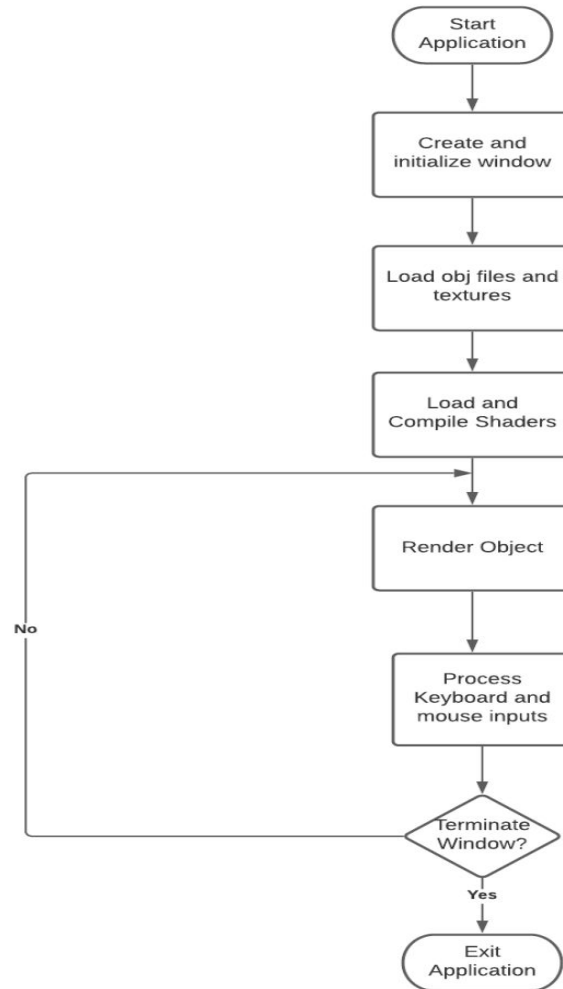 Start
Application
Create and
initialize window
Load obj files and
textures
Load and
Compile Shaders
Render Object
No
Process
Keyboard and
mouse inputs
Terminate
Window?
Yes
Exit
Application